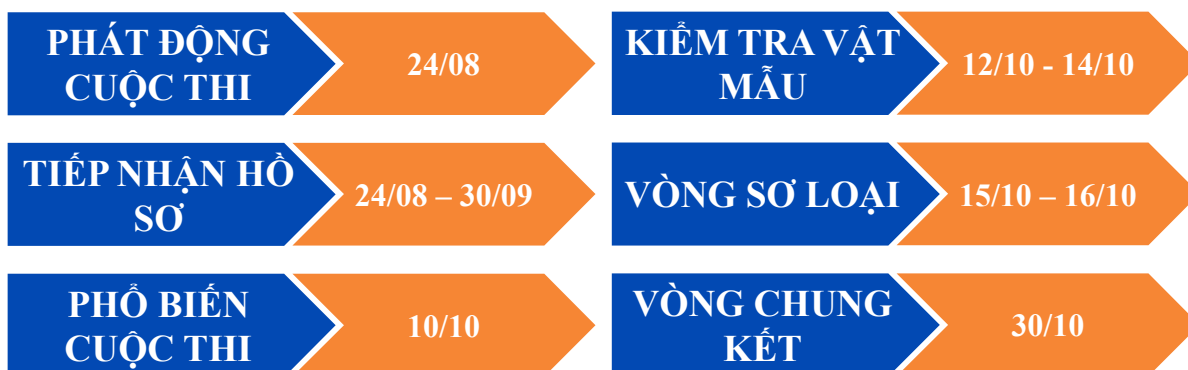 PHÁT ĐỘNG
CUỘC THI
24/08
TIẾP NHẬN HỒ
SƠ
24/08 – 30/09
PHỔ BIẾN
CUỘC THI
10/10
KIỂM TRA VẬT
MẪU
12/10 - 14/10
VÒNG SƠ LOẠI
15/10 – 16/10
VÒNG CHUNG
KẾT
30/10